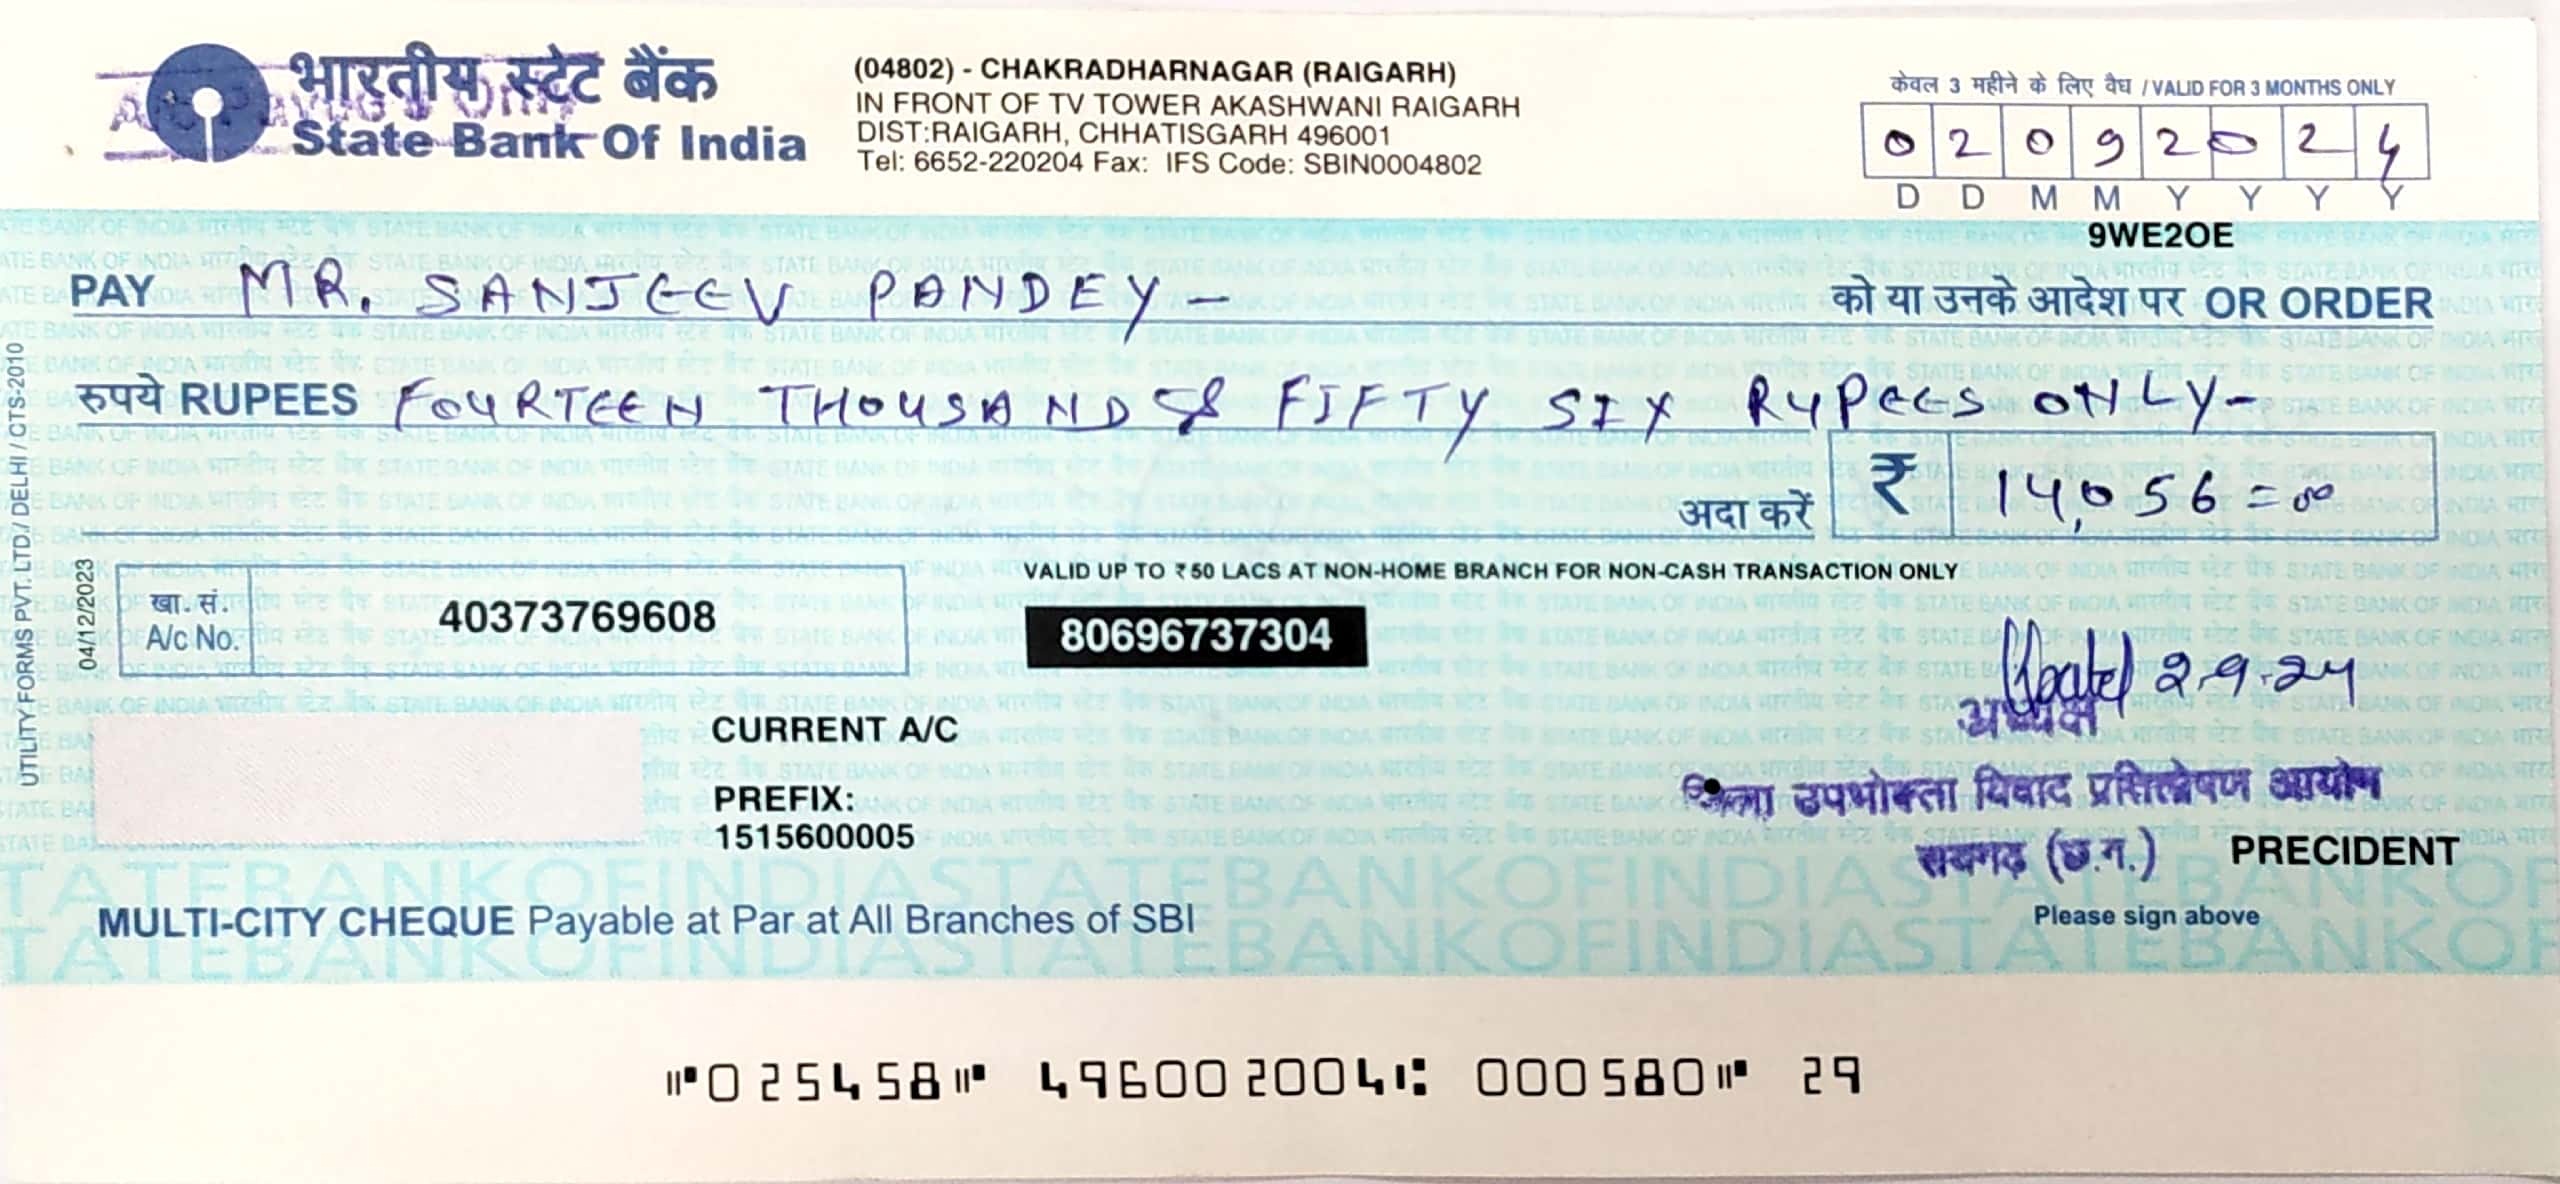 भारतीय स्टेट बैंक
State Bank Of India
A/C PAYEE'S ONLY
(04802) - CHAKRADHARNAGAR (RAIGARH)
IN FRONT OF TV TOWER AKASHWANI RAIGARH
DIST:RAIGARH, CHHATISGARH 496001
Tel: 6652-220204 Fax: IFS Code: SBIN0004802
केवल 3 महीने के लिए वैध / VALID FOR 3 MONTHS ONLY
0 2 0 9 2 0 2 4
D D M M Y Y Y Y
9WE2OE
PAY MR. SANJEEV PANDEY - को या उनके आदेश पर OR ORDER
रुपये RUPEES FOURTEEN THOUSAND & FIFTY SIX RUPEES ONLY-
अदा करें ₹ 14,056=00
UTILITY FORMS PVT. LTD./ DELHI / CTS-2010
04/12/2023
खा. सं.
A/c No. 40373769608
VALID UP TO ₹ 50 LACS AT NON-HOME BRANCH FOR NON-CASH TRANSACTION ONLY
80696737304
2-9-24
अध्यक्ष
CURRENT A/C
PREFIX:
1515600005
जिला उपभोक्ता विवाद प्रतितोषण आयोग
रायगढ़ (छ.ग.) PRECIDENT
MULTI-CITY CHEQUE Payable at Par at All Branches of SBI
Please sign above
⑈025458⑈ 496002004⑆ 000580⑈ 29